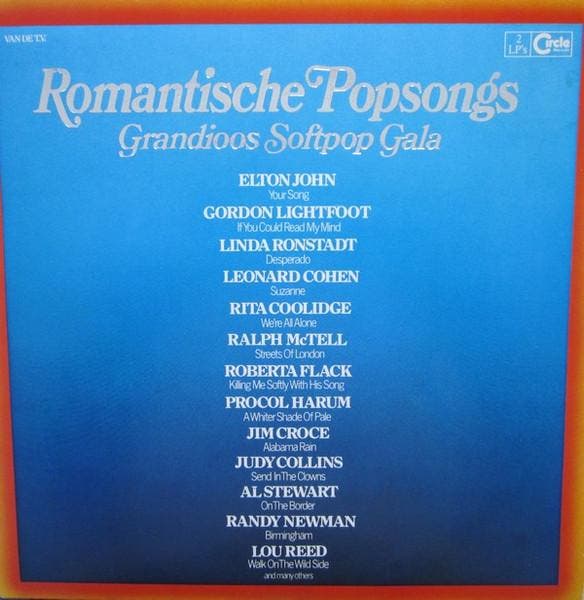 VAN DE T.V.
2
LP's
Circle
Romantische Popsongs
Grandioos Softpop Gala
ELTON JOHN
Your Song
GORDON LIGHTFOOT
If You Could Read My Mind
LINDA RONSTADT
Desperado
LEONARD COHEN
Suzanne
RITA COOLIDGE
We're All Alone
RALPH McTELL
Streets Of London
ROBERTA FLACK
Killing Me Softly With His Song
PROCOL HARUM
A Whiter Shade Of Pale
JIM CROCE
Alabama Rain
JUDY COLLINS
Send In The Clowns
AL STEWART
On The Border
RANDY NEWMAN
Birmingham
LOU REED
Walk On The Wild Side
and many others